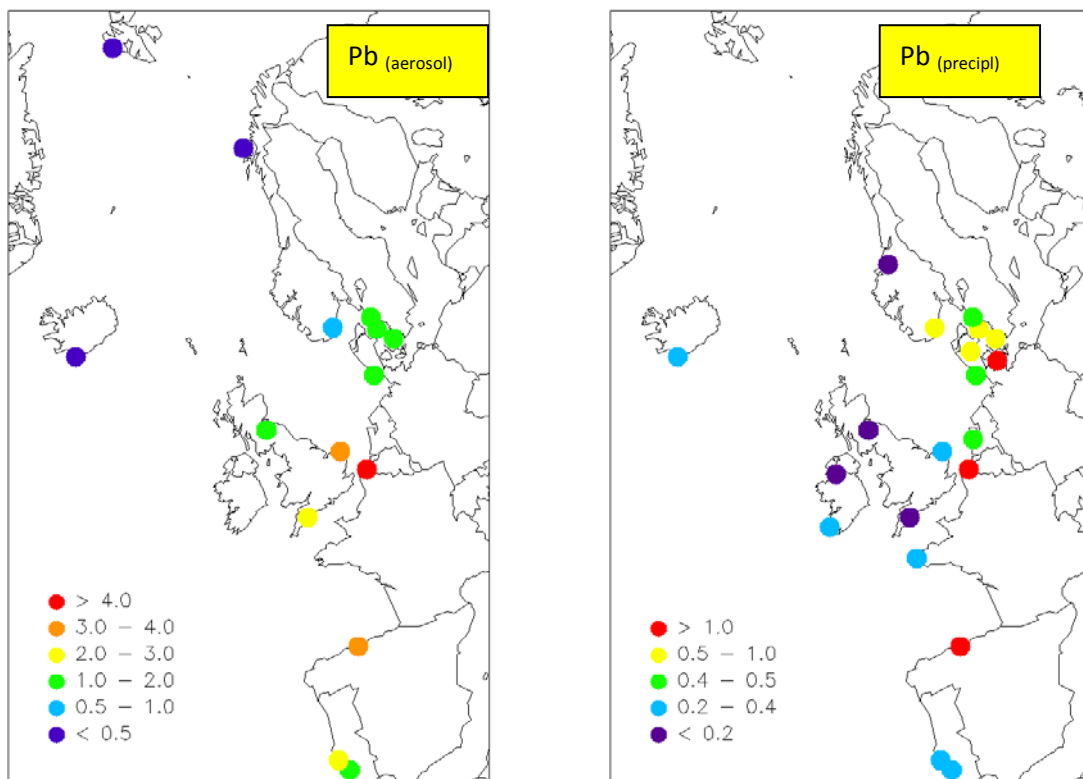 Pb (aerosol)
> 4.0
3.0 – 4.0
2.0 – 3.0
1.0 – 2.0
0.5 – 1.0
< 0.5
Pb (precipl)
> 1.0
0.5 – 1.0
0.4 – 0.5
0.2 – 0.4
< 0.2